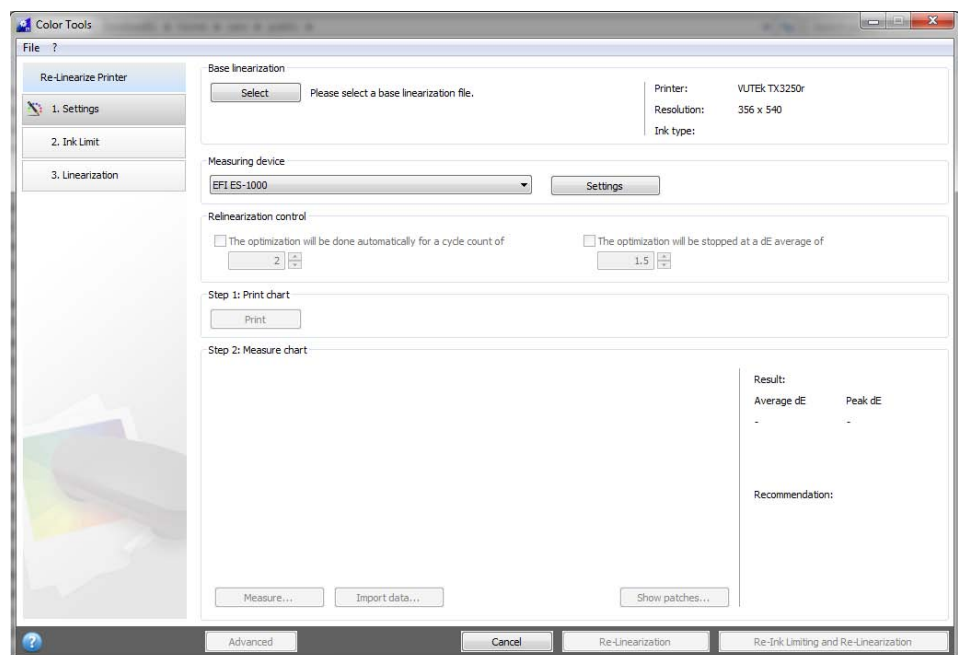 Color Tools
File ?
Re-Linearize Printer
1. Settings
2. Ink Limit
3. Linearization
Base linearization
Select Please select a base linearization file.
Printer: VUTEk TX3250r
Resolution: 356 x 540
Ink type:
Measuring device
EFI ES-1000 Settings
Relinearization control
The optimization will be done automatically for a cycle count of
2
The optimization will be stopped at a dE average of
1.5
Step 1: Print chart
Print
Step 2: Measure chart
Result:
Average dE Peak dE
- -
Recommendation:
Measure... Import data... Show patches...
? Advanced Cancel Re-Linearization Re-Ink Limiting and Re-Linearization